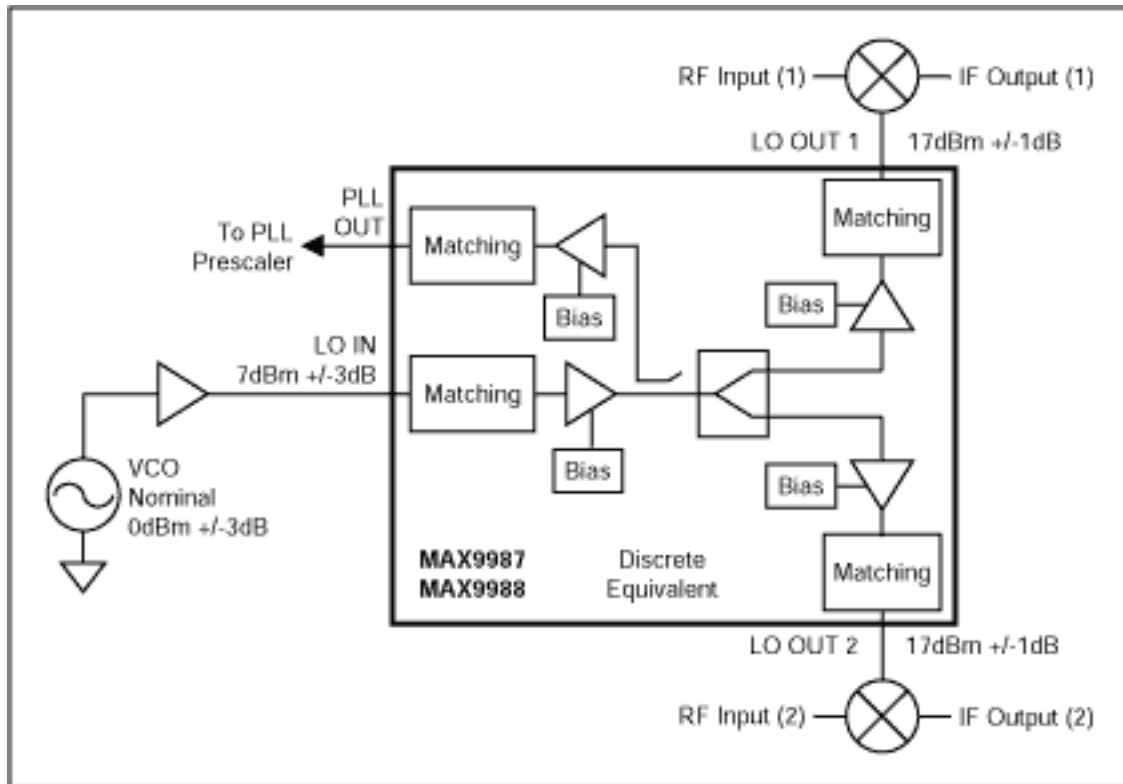 RF Input (1)
IF Output (1)
LO OUT 1
17dBm +/-1dB
PLL
OUT
To PLL
Prescaler
Matching
Bias
Matching
Bias
LO IN
7dBm +/-3dB
Matching
Bias
VCO
Nominal
0dBm +/-3dB
Bias
Matching
MAX9987
MAX9988
Discrete
Equivalent
LO OUT 2
17dBm +/-1dB
RF Input (2)
IF Output (2)